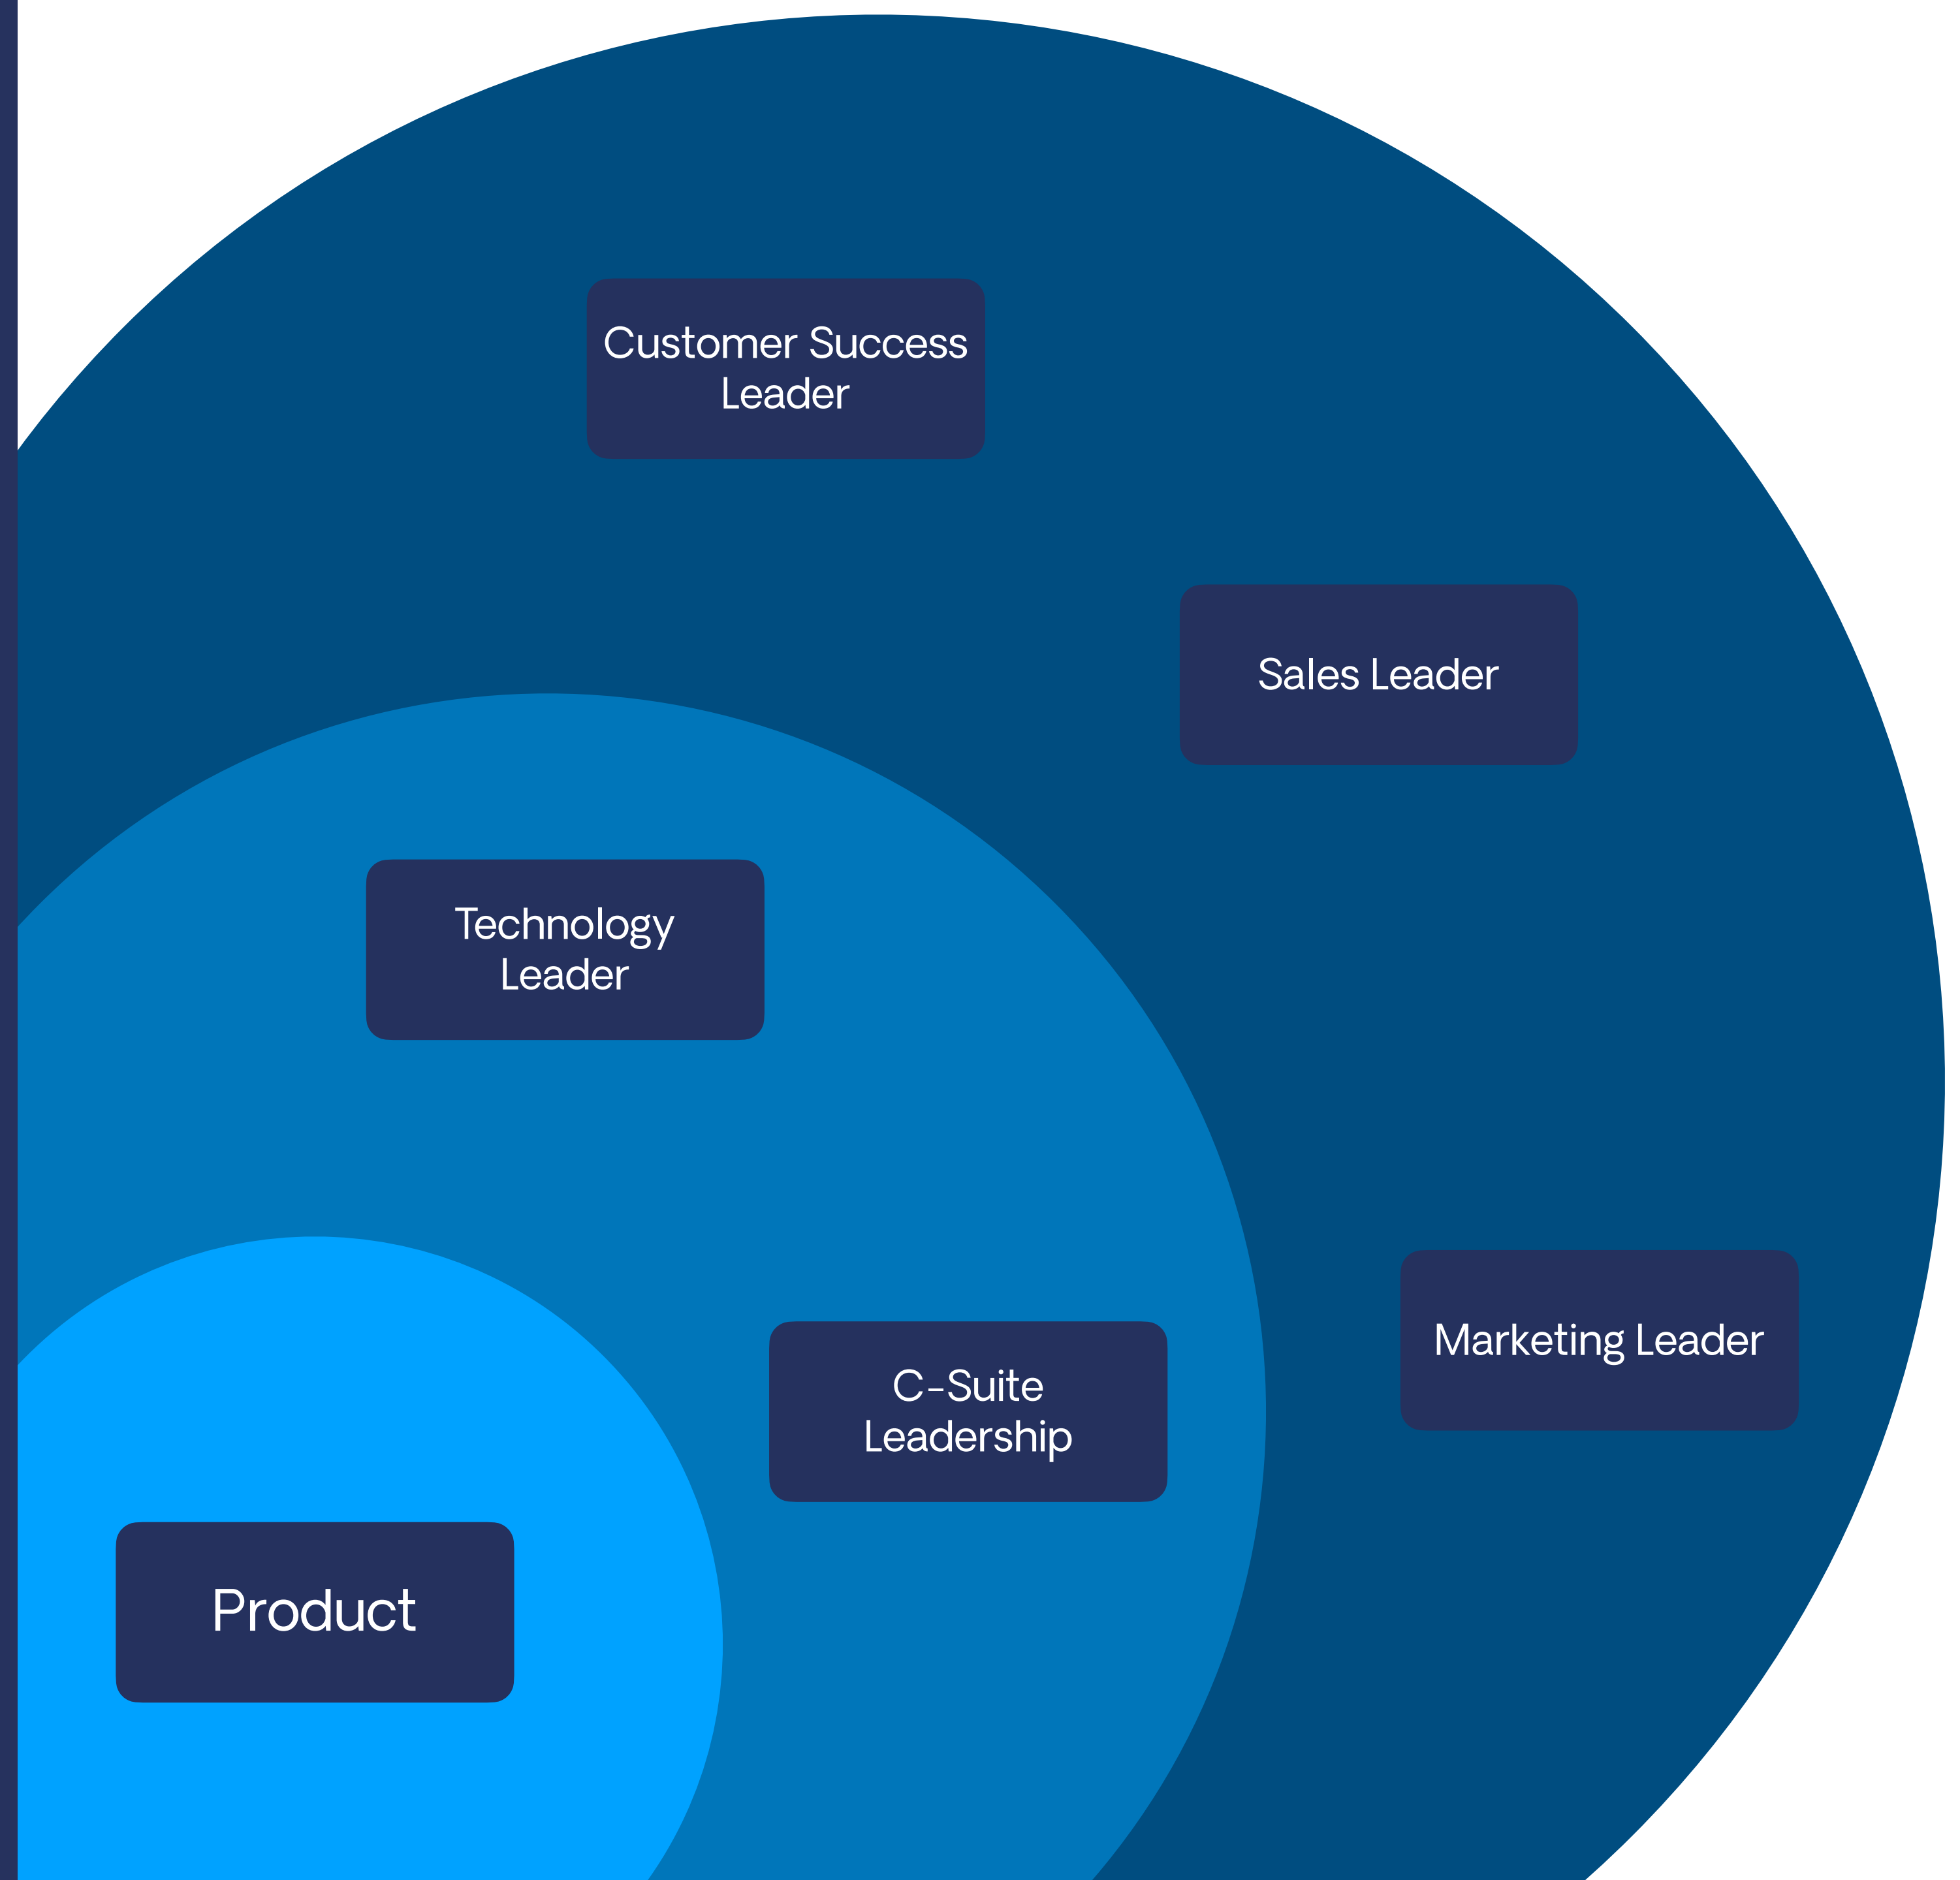 Customer Success
Leader
Sales Leader
Technology
Leader
Marketing Leader
C-Suite
Leadership
Product